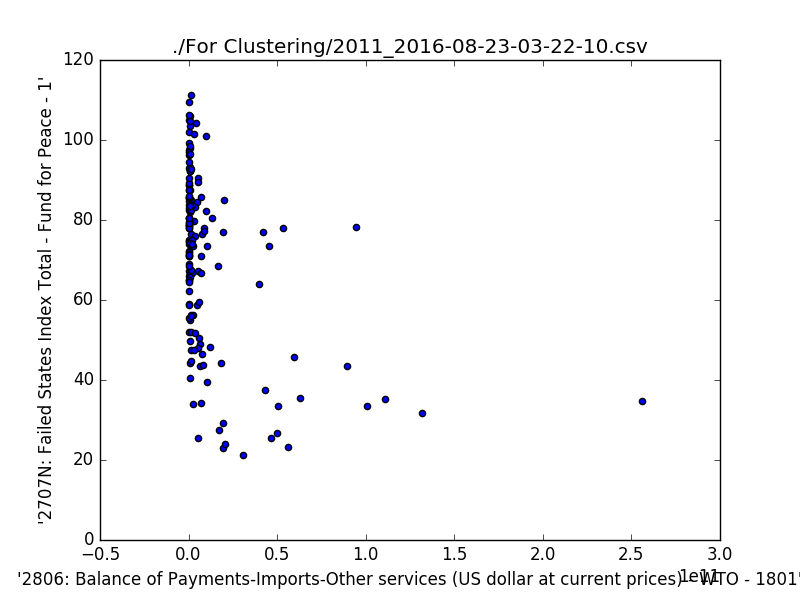 ./For Clustering/2011_2016-08-23-03-22-10.csv
'2707N: Failed States Index Total - Fund for Peace - 1'
120
100
80
60
40
20
0
−0.5 0.0 0.5 1.0 1.5 2.0 2.5 3.0
1e11
'2806: Balance of Payments-Imports-Other services (US dollar at current prices) - WTO - 1801'